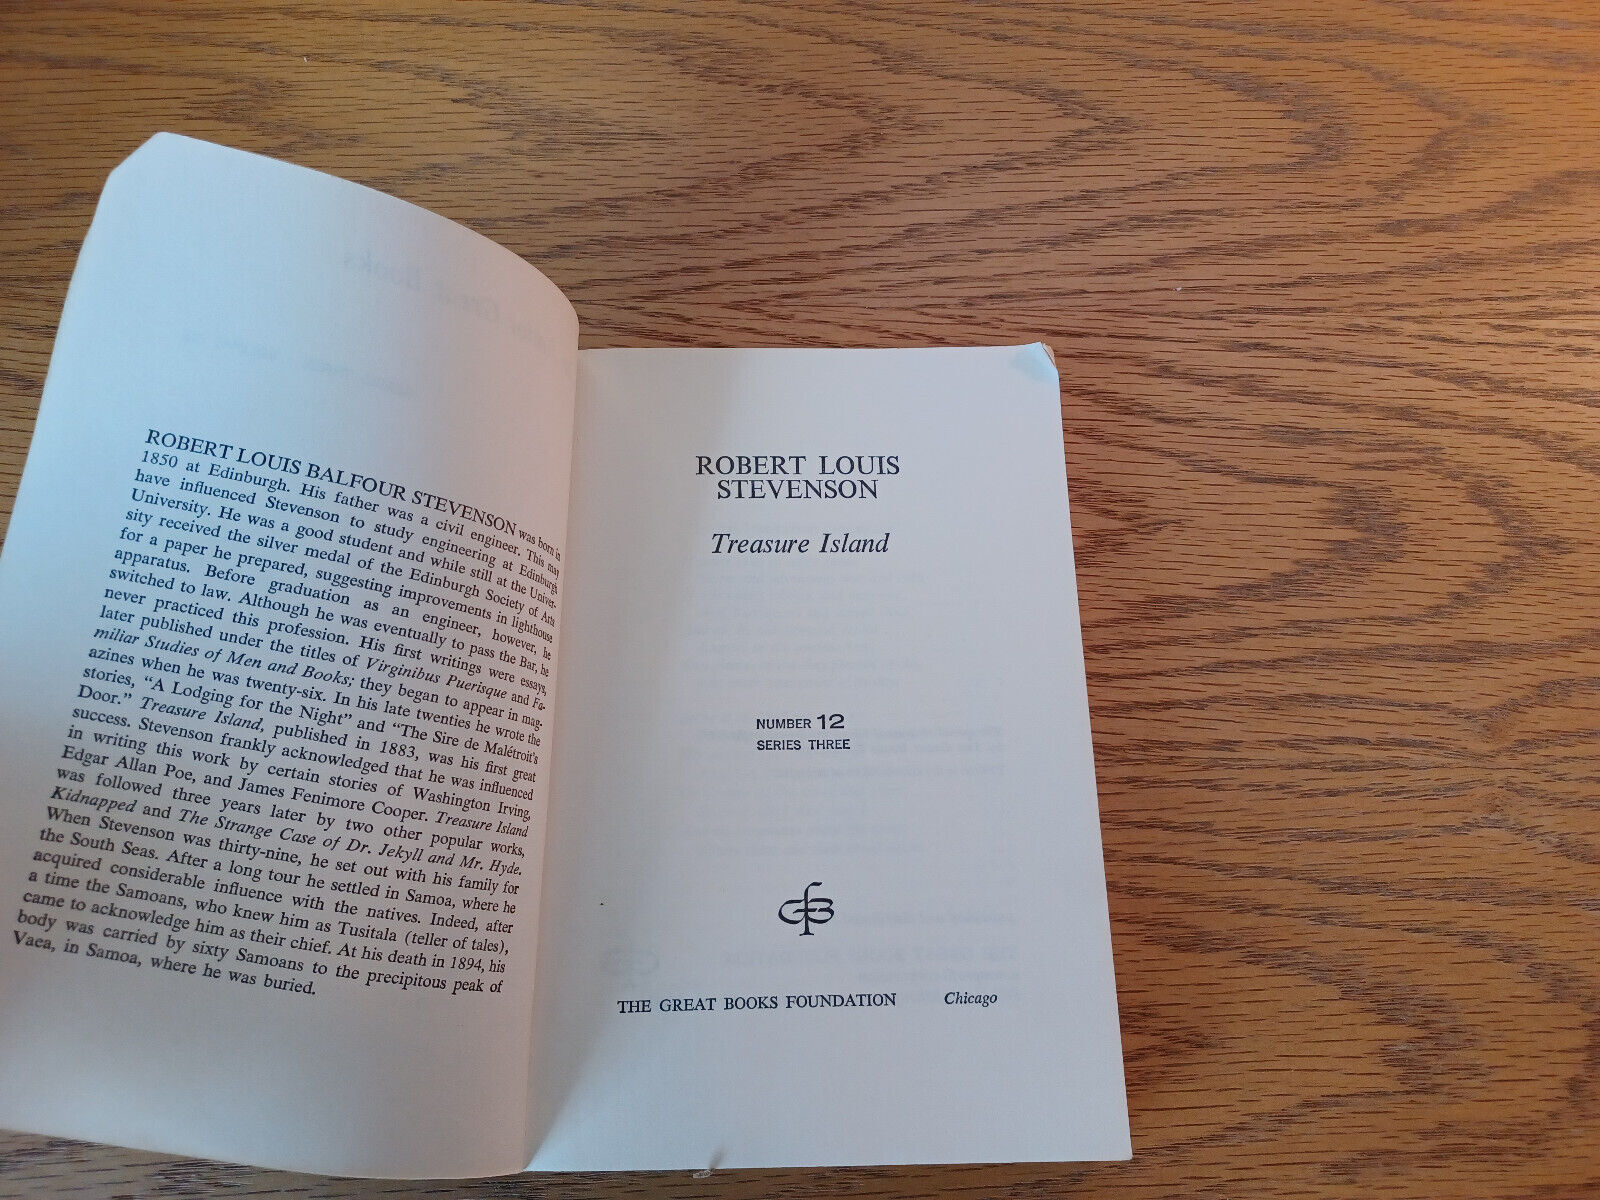 ROBERT LOUIS BALFOUR STEVENSON was born in
1850 at Edinburgh. His father was a civil engineer. This may
have influenced Stevenson to study engineering at Edinburgh
University. He was a good student and while still at the Univer-
sity received the silver medal of the Edinburgh Society of Arts
for a paper he prepared, suggesting improvements in lighthouse
apparatus. Before graduation as an engineer, however, he
switched to law. Although he was eventually to pass the Bar, he
never practiced this profession. His first writings were essays,
later published under the titles of Virginibus Puerisque and Fa-
miliar Studies of Men and Books; they began to appear in mag-
azines when he was twenty-six. In his late twenties he wrote the
stories, "A Lodging for the Night" and "The Sire de Malétroit's
Door." Treasure Island, published in 1883, was his first great
success. Stevenson frankly acknowledged that he was influenced
in writing this work by certain stories of Washington Irving,
Edgar Allan Poe, and James Fenimore Cooper. Treasure Island
was followed three years later by two other popular works,
Kidnapped and The Strange Case of Dr. Jekyll and Mr. Hyde.
When Stevenson was thirty-nine, he set out with his family for
the South Seas. After a long tour he settled in Samoa, where he
acquired considerable influence with the natives. Indeed, after
a time the Samoans, who knew him as Tusitala (teller of tales),
came to acknowledge him as their chief. At his death in 1894, his
body was carried by sixty Samoans to the precipitous peak of
Vaea, in Samoa, where he was buried.
ROBERT LOUIS
STEVENSON
Treasure Island
NUMBER 12
SERIES THREE
GFB
THE GREAT BOOKS FOUNDATION Chicago